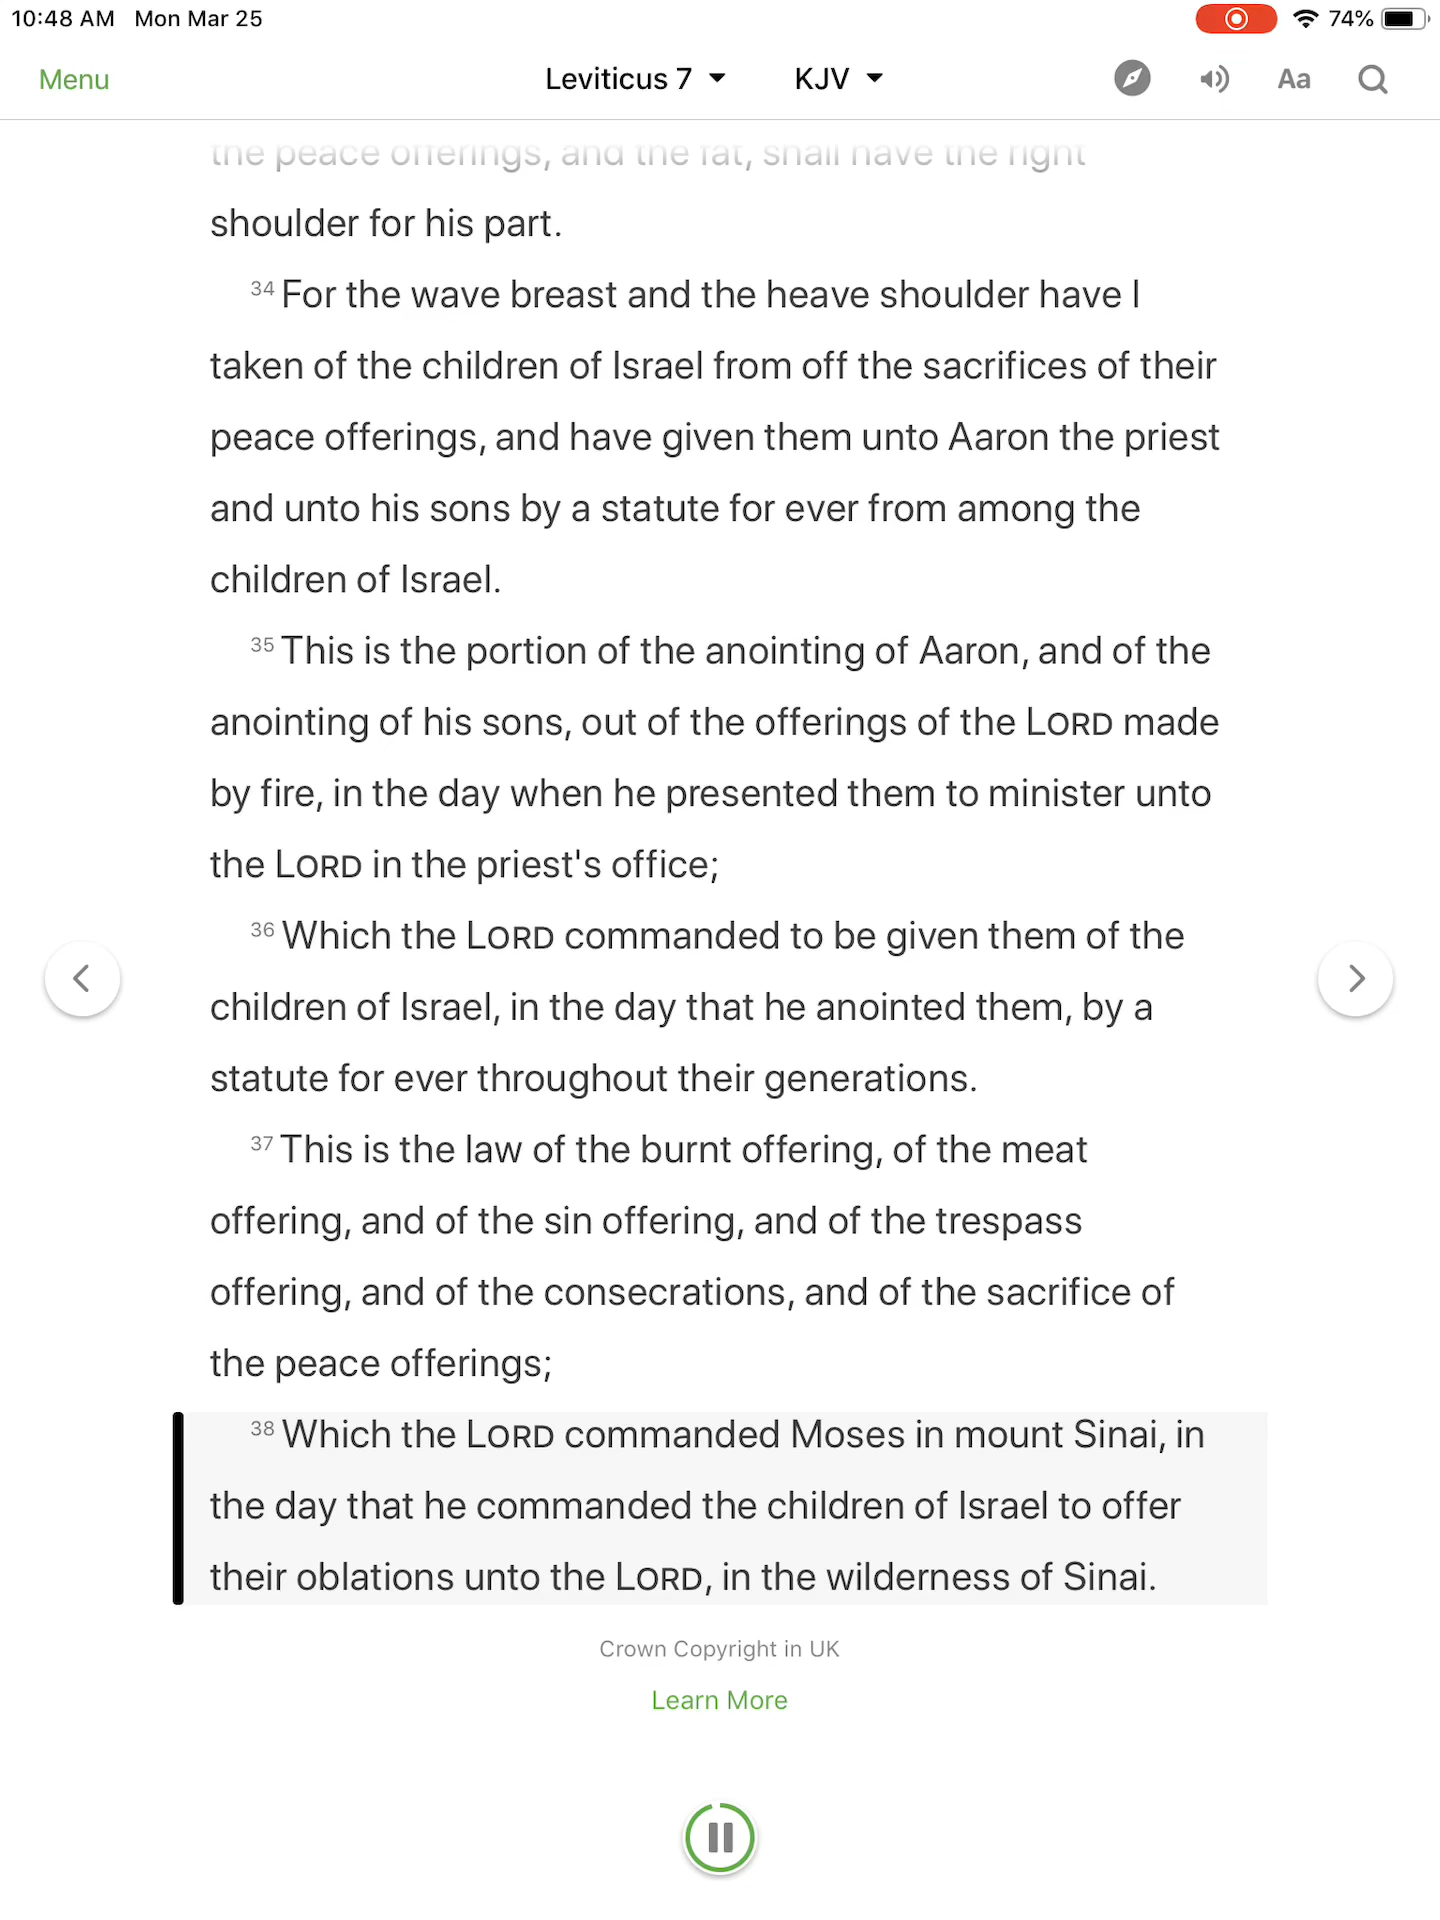 10:48 AM Mon Mar 25 74%
Menu Leviticus 7 KJV Aa
the peace offerings, and the fat, shall have the right
shoulder for his part.
34 For the wave breast and the heave shoulder have I
taken of the children of Israel from off the sacrifices of their
peace offerings, and have given them unto Aaron the priest
and unto his sons by a statute for ever from among the
children of Israel.
35 This is the portion of the anointing of Aaron, and of the
anointing of his sons, out of the offerings of the LORD made
by fire, in the day when he presented them to minister unto
the LORD in the priest's office;
36 Which the LORD commanded to be given them of the
children of Israel, in the day that he anointed them, by a
statute for ever throughout their generations.
37 This is the law of the burnt offering, of the meat
offering, and of the sin offering, and of the trespass
offering, and of the consecrations, and of the sacrifice of
the peace offerings;
38 Which the LORD commanded Moses in mount Sinai, in
the day that he commanded the children of Israel to offer
their oblations unto the LORD, in the wilderness of Sinai.
Crown Copyright in UK
Learn More